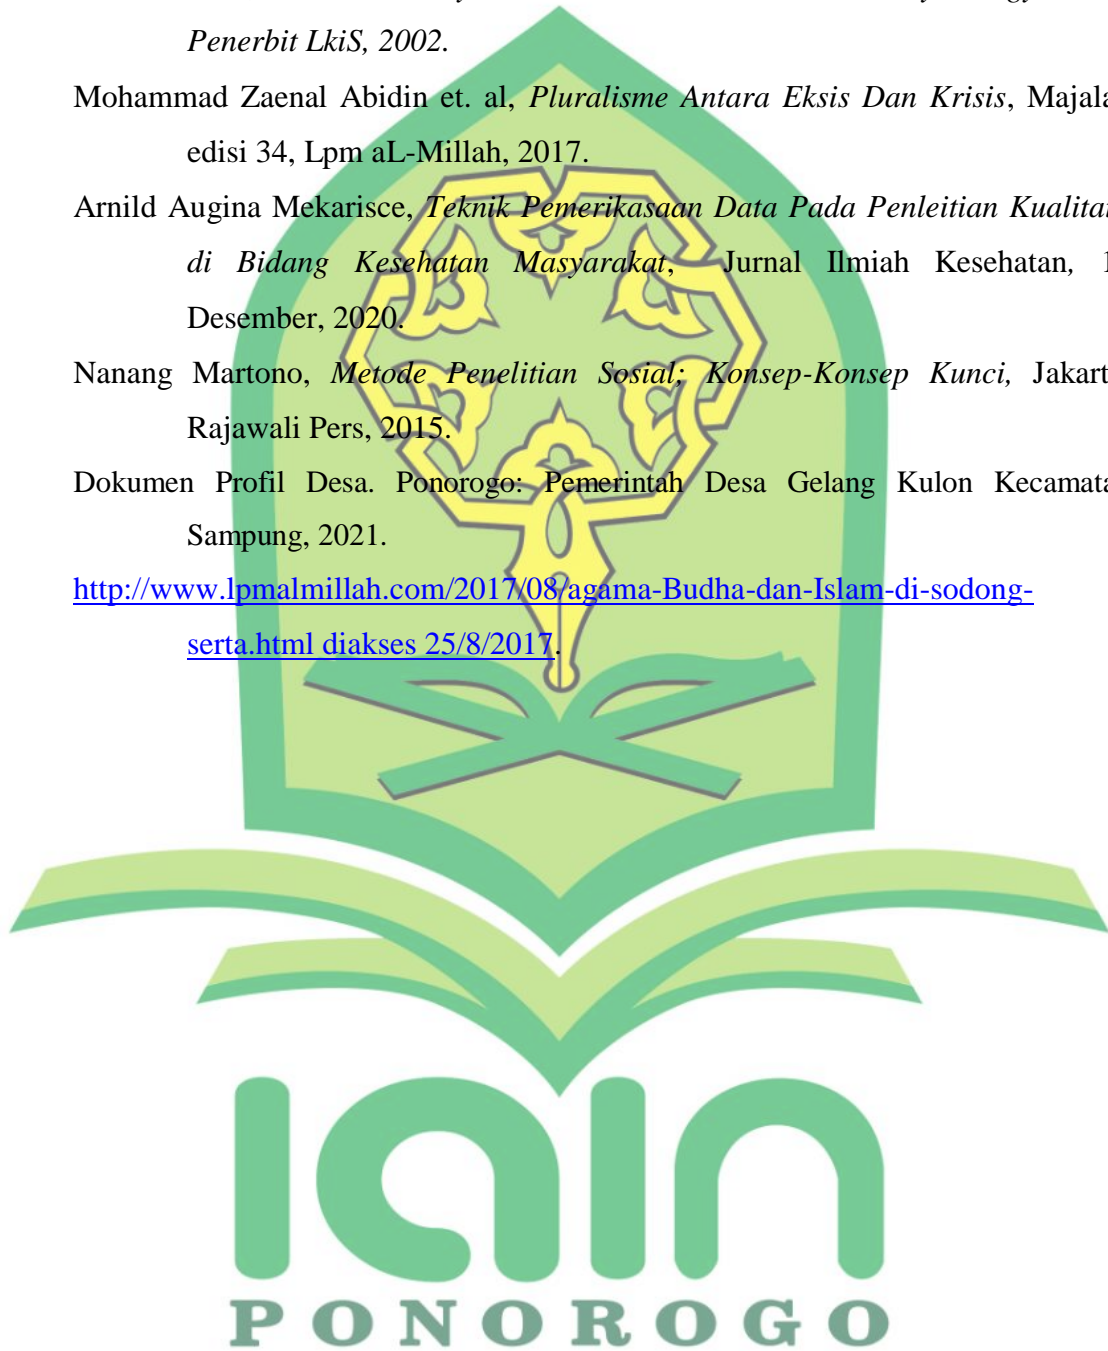 Penerbit LkiS, 2002.
Mohammad Zaenal Abidin et. al, Pluralisme Antara Eksis Dan Krisis, Majala
edisi 34, Lpm aL-Millah, 2017.
Arnild Augina Mekarisce, Teknik Pemerikasaan Data Pada Penleitian Kualita
di Bidang Kesehatan Masyarakat, Jurnal Ilmiah Kesehatan, 1
Desember, 2020.
Nanang Martono, Metode Penelitian Sosial; Konsep-Konsep Kunci, Jakart
Rajawali Pers, 2015.
Dokumen Profil Desa. Ponorogo: Pemerintah Desa Gelang Kulon Kecamata
Sampung, 2021.
http://www.lpmalmillah.com/2017/08/agama-Budha-dan-Islam-di-sodong-
serta.html diakses 25/8/2017.
iain
PONOROGO